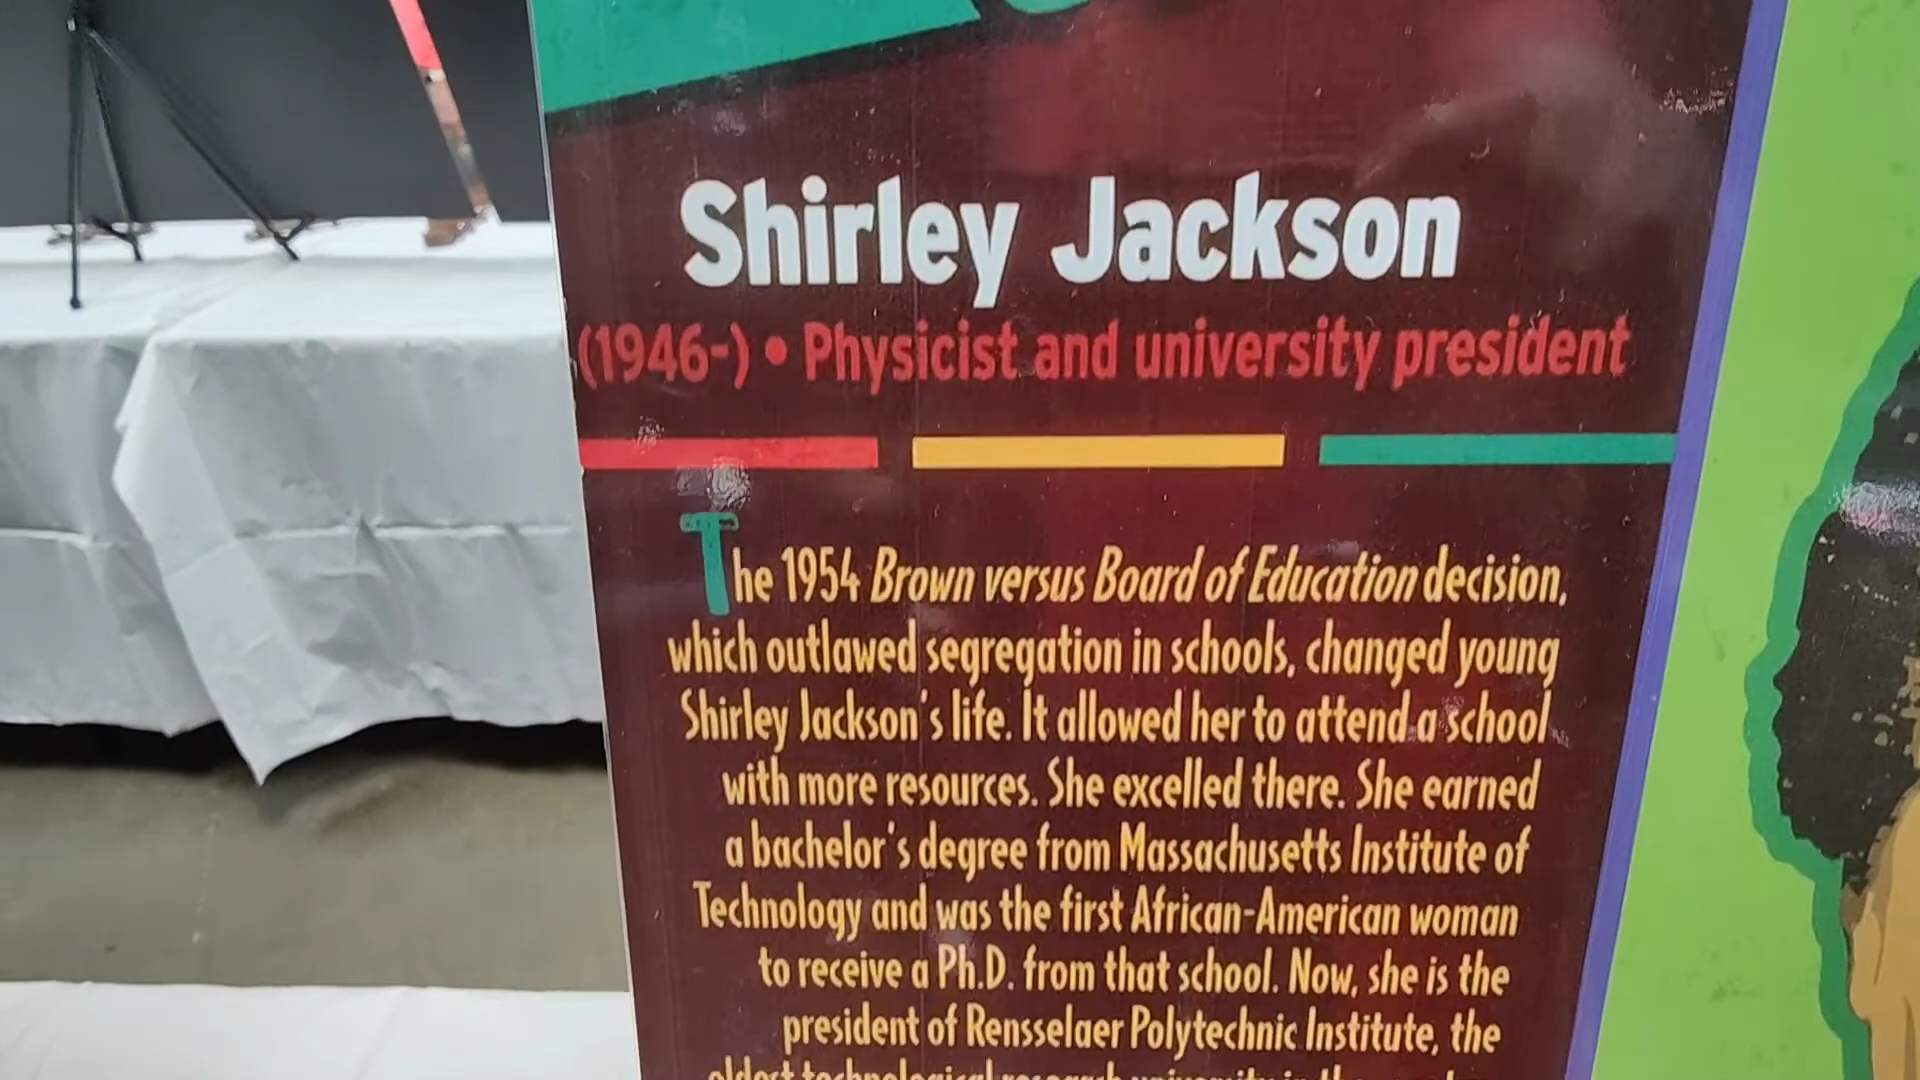 Shirley Jackson
(1946-) • Physicist and university president
The 1954 Brown versus Board of Education decision,
which outlawed segregation in schools, changed young
Shirley Jackson's life. It allowed her to attend a school
with more resources. She excelled there. She earned
a bachelor's degree from Massachusetts Institute of
Technology and was the first African-American woman
to receive a Ph.D. from that school. Now, she is the
president of Rensselaer Polytechnic Institute, the
oldest technological research university in the